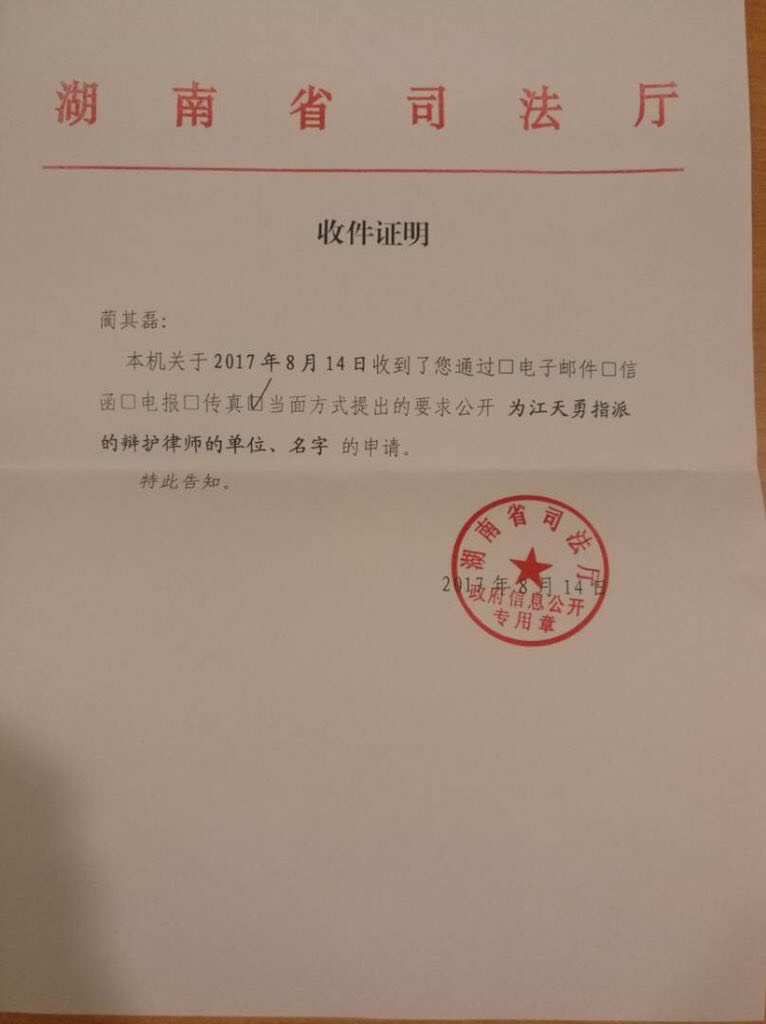 湖南省司法厅
收件证明
蔺其磊:
本机关于2017年8月14日收到了您通过□电子邮件□信
函□电报□传真☑当面方式提出的要求公开 为江天勇指派
的辩护律师的单位、名字 的申请。
特此告知。
湖南省司法厅
2017年8月14日
政府信息公开
专用章